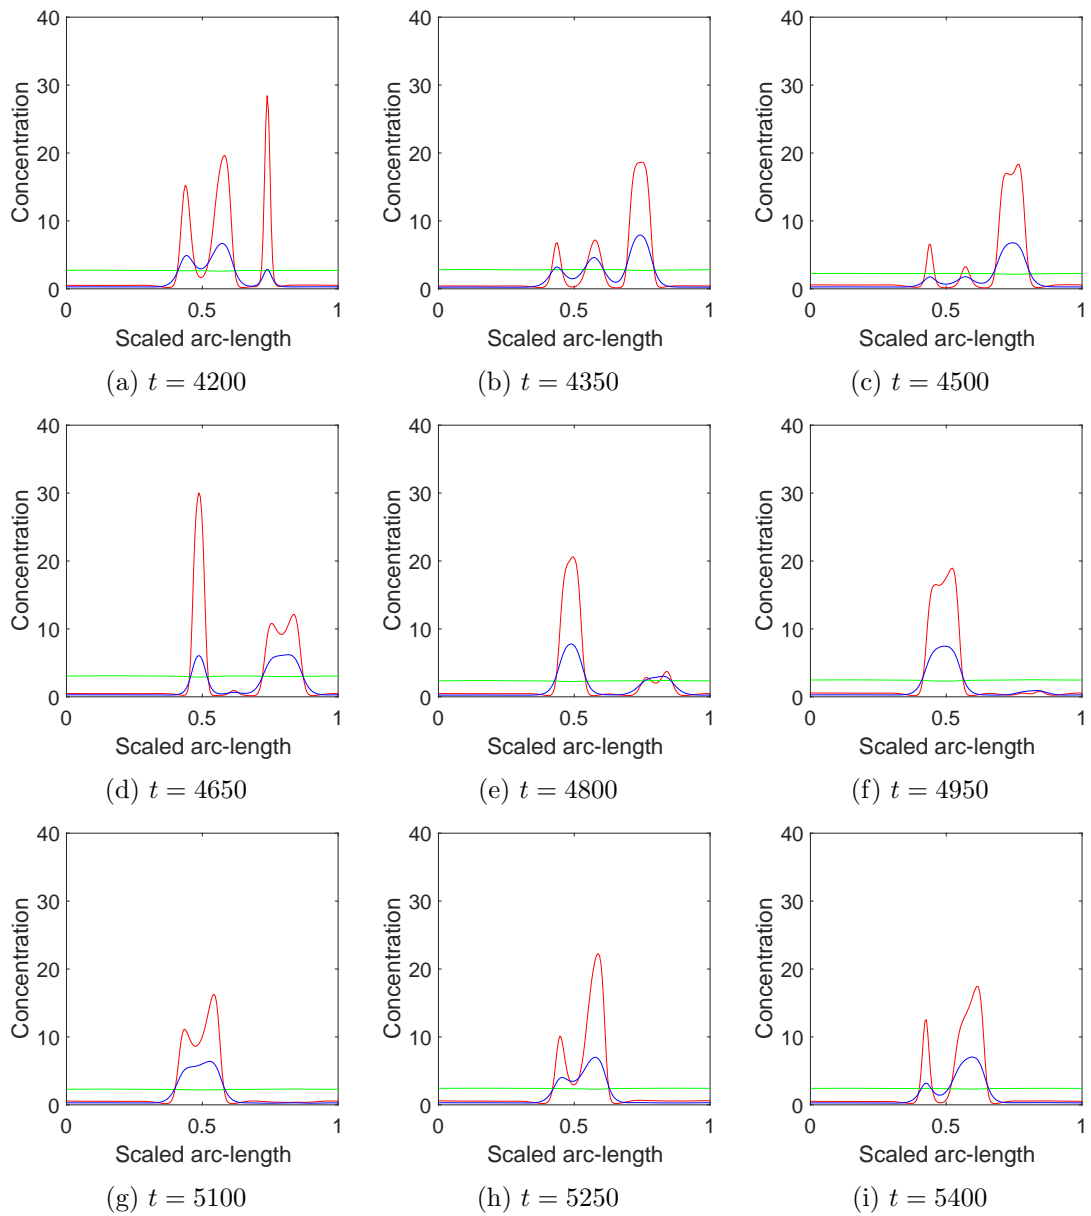 40
30
20
10
0
Concentration
0
0.5
1
Scaled arc-length
(a) t = 4200
40
30
20
10
0
Concentration
0
0.5
1
Scaled arc-length
(b) t = 4350
40
30
20
10
0
Concentration
0
0.5
1
Scaled arc-length
(c) t = 4500
40
30
20
10
0
Concentration
0
0.5
1
Scaled arc-length
(d) t = 4650
40
30
20
10
0
Concentration
0
0.5
1
Scaled arc-length
(e) t = 4800
40
30
20
10
0
Concentration
0
0.5
1
Scaled arc-length
(f) t = 4950
40
30
20
10
0
Concentration
0
0.5
1
Scaled arc-length
(g) t = 5100
40
30
20
10
0
Concentration
0
0.5
1
Scaled arc-length
(h) t = 5250
40
30
20
10
0
Concentration
0
0.5
1
Scaled arc-length
(i) t = 5400